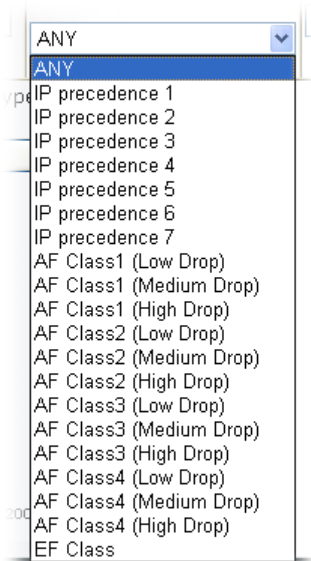 ANY
ANY
IP precedence 1
IP precedence 2
IP precedence 3
IP precedence 4
IP precedence 5
IP precedence 6
IP precedence 7
AF Class1 (Low Drop)
AF Class1 (Medium Drop)
AF Class1 (High Drop)
AF Class2 (Low Drop)
AF Class2 (Medium Drop)
AF Class2 (High Drop)
AF Class3 (Low Drop)
AF Class3 (Medium Drop)
AF Class3 (High Drop)
AF Class4 (Low Drop)
AF Class4 (Medium Drop)
AF Class4 (High Drop)
EF Class